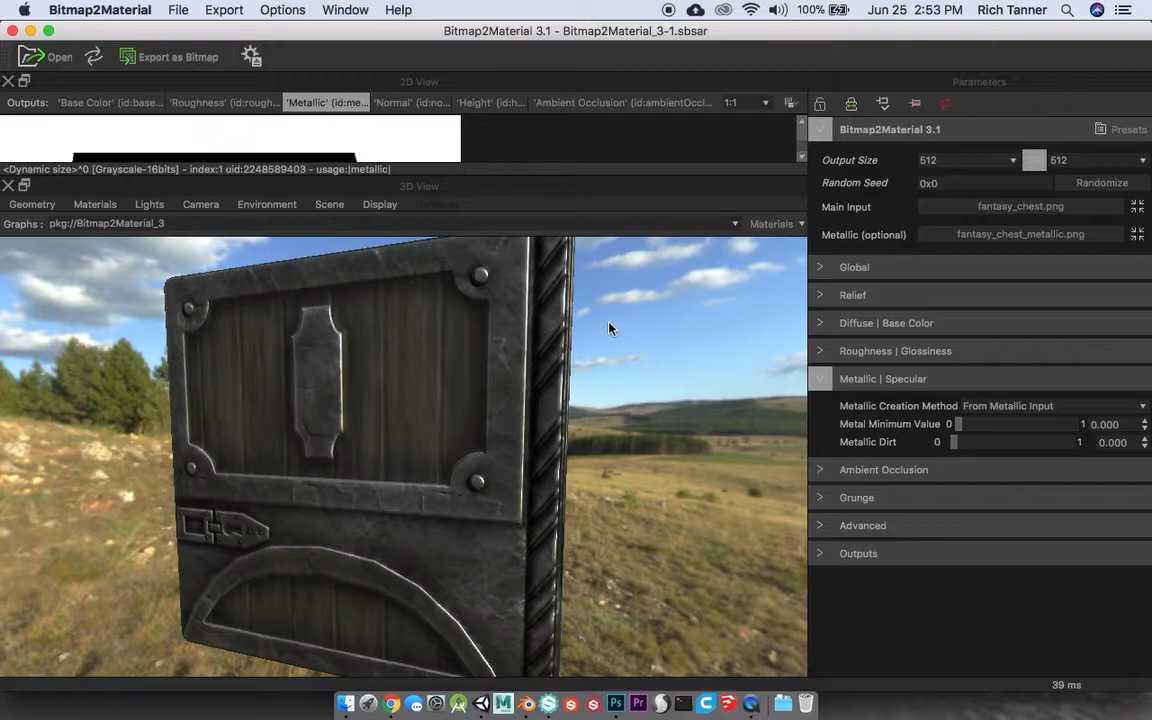 Bitmap2Material File Export Options Window Help 100% Jun 25 2:53 PM Rich Tanner
Bitmap2Material 3.1 - Bitmap2Material_3-1.sbsar
Open Export as Bitmap
2D View Parameters
Outputs: 'Base Color' (id:base... 'Roughness' (id:rough... 'Metallic' (id:me... 'Normal' (id:no... 'Height' (id:h... 'Ambient Occlusion' (id:ambientOccl... 1:1
Bitmap2Material 3.1 Presets
Output Size 512 512
<Dynamic size>^0 [Grayscale-16bits] - index:1 uid:2248589403 - usage:|metallic|
3D View
Random Seed 0x0 Randomize
Geometry Materials Lights Camera Environment Scene Display
Main Input fantasy_chest.png
Graphs : pkg://Bitmap2Material_3 Materials
Metallic (optional) fantasy_chest_metallic.png
Global
Relief
Diffuse | Base Color
Roughness | Glossiness
Metallic | Specular
Metallic Creation Method From Metallic Input
Metal Minimum Value 0 1 0.000
Metallic Dirt 0 1 0.000
Ambient Occlusion
Grunge
Advanced
Outputs
39 ms